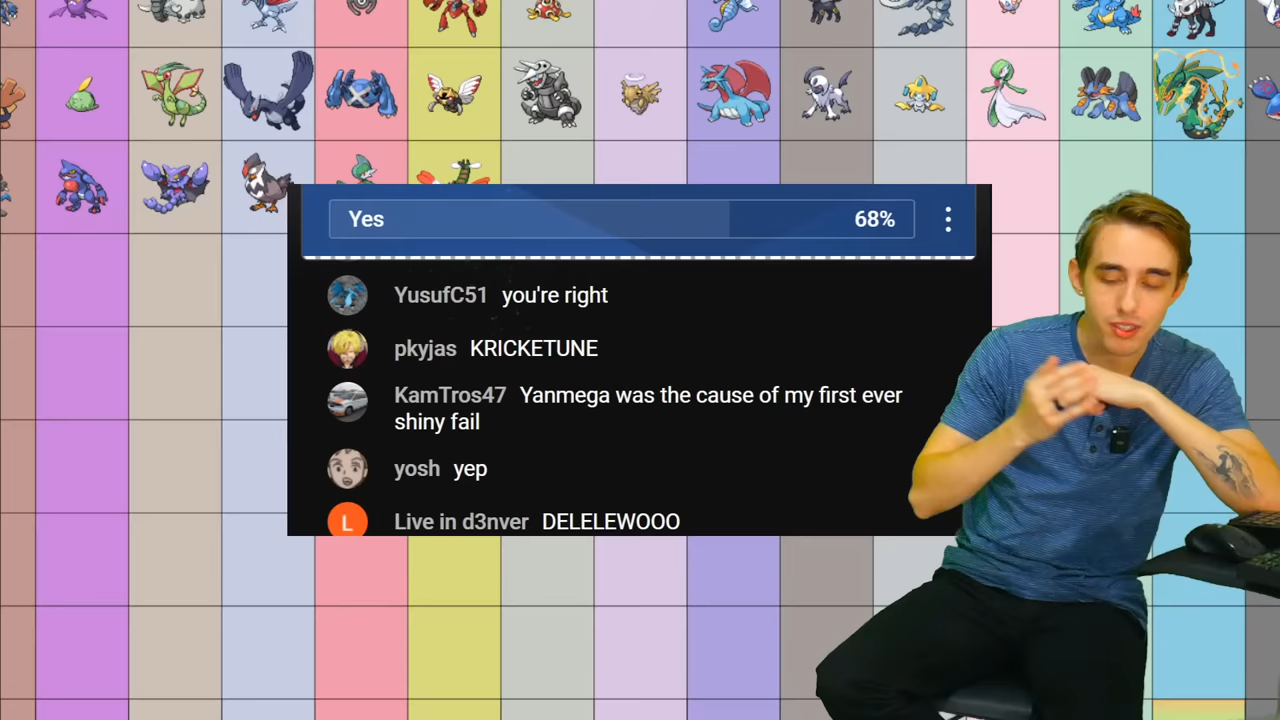 Yes 68%
YusufC51 you're right
pkyjas KRICKETUNE
KamTros47 Yanmega was the cause of my first ever
shiny fail
yosh yep
L Live in d3nver DELELEWOOO